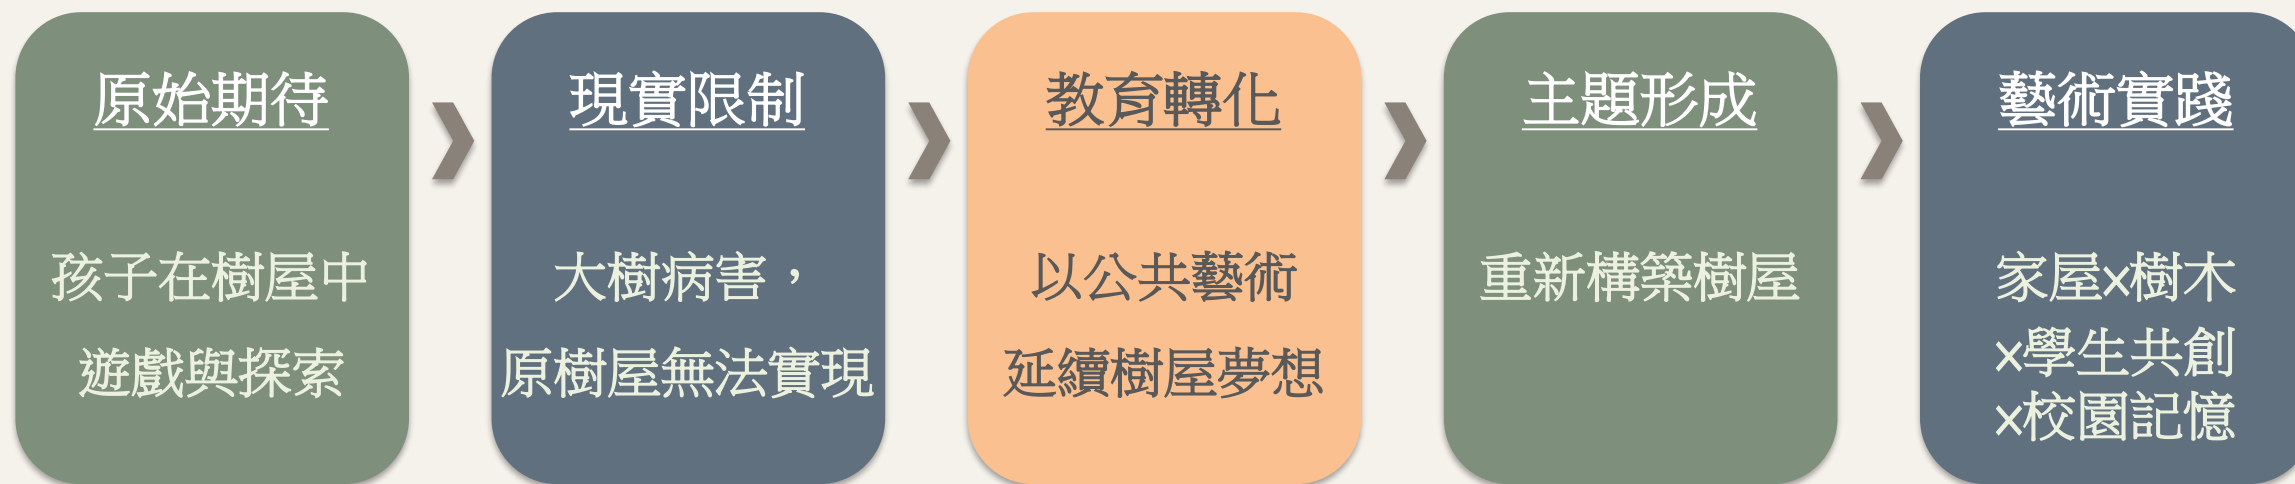 原始期待
孩子在樹屋中
遊戲與探索
現實限制
大樹病害，
原樹屋無法實現
教育轉化
以公共藝術
延續樹屋夢想
主題形成
重新構築樹屋
藝術實踐
家屋×樹木
×學生共創
×校園記憶